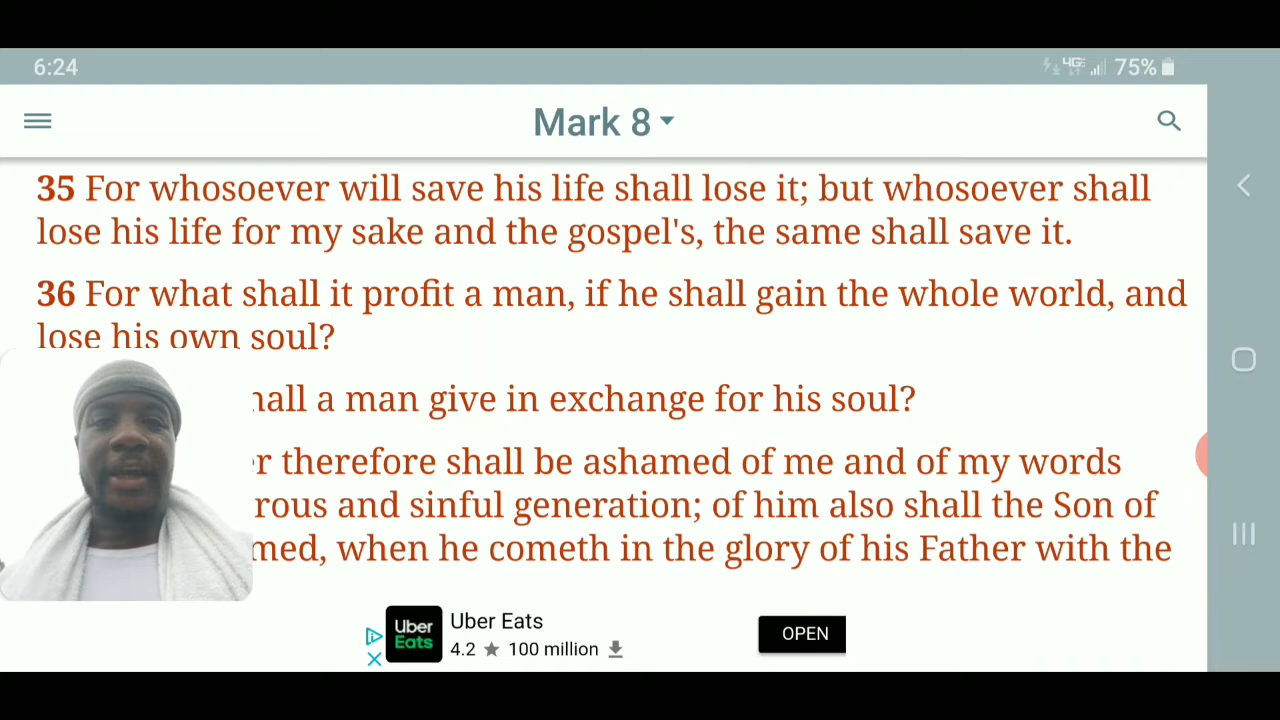 6:24
4G 75%
Mark 8
35 For whosoever will save his life shall lose it; but whosoever shall
lose his life for my sake and the gospel's, the same shall save it.
36 For what shall it profit a man, if he shall gain the whole world, and
lose his own soul?
hall a man give in exchange for his soul?
er therefore shall be ashamed of me and of my words
rous and sinful generation; of him also shall the Son of
med, when he cometh in the glory of his Father with the
Uber Eats
Uber Eats
4.2 ★ 100 million
OPEN